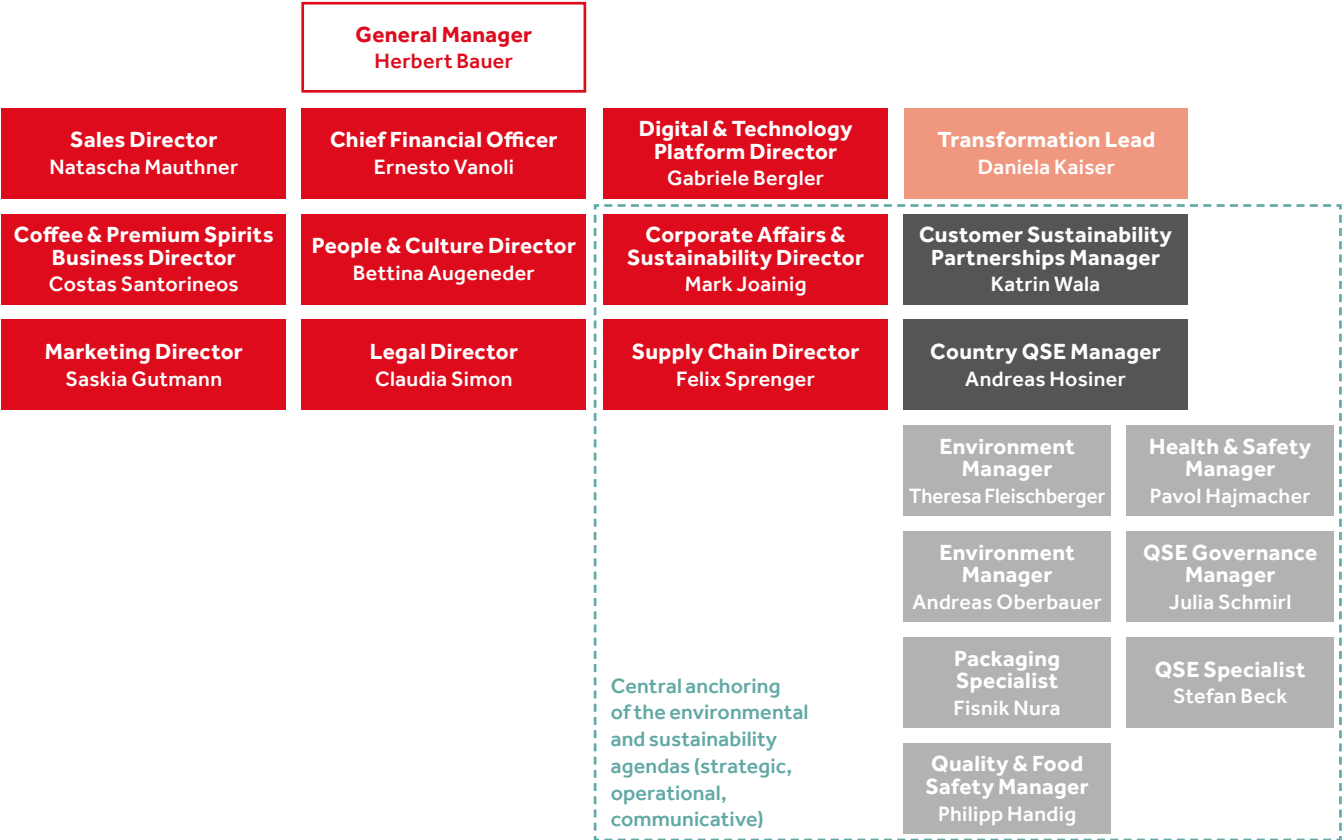 General Manager
Herbert Bauer
Sales Director
Natascha Mauthner
Chief Financial Officer
Ernesto Vanoli
Digital & Technology
Platform Director
Gabriele Bergler
Transformation Lead
Daniela Kaiser
Coffee & Premium Spirits
Business Director
Costas Santorineos
People & Culture Director
Bettina Augeneder
Corporate Affairs &
Sustainability Director
Mark Joainig
Customer Sustainability
Partnerships Manager
Katrin Wala
Marketing Director
Saskia Gutmann
Legal Director
Claudia Simon
Supply Chain Director
Felix Sprenger
Country QSE Manager
Andreas Hosiner
Environment
Manager
Theresa Fleischberger
Health & Safety
Manager
Pavol Hajmacher
Environment
Manager
Andreas Oberbauer
QSE Governance
Manager
Julia Schmirl
Packaging
Specialist
Fisnik Nura
QSE Specialist
Stefan Beck
Central anchoring
of the environmental
and sustainability
agendas (strategic,
operational,
communicative)
Quality & Food
Safety Manager
Philipp Handig